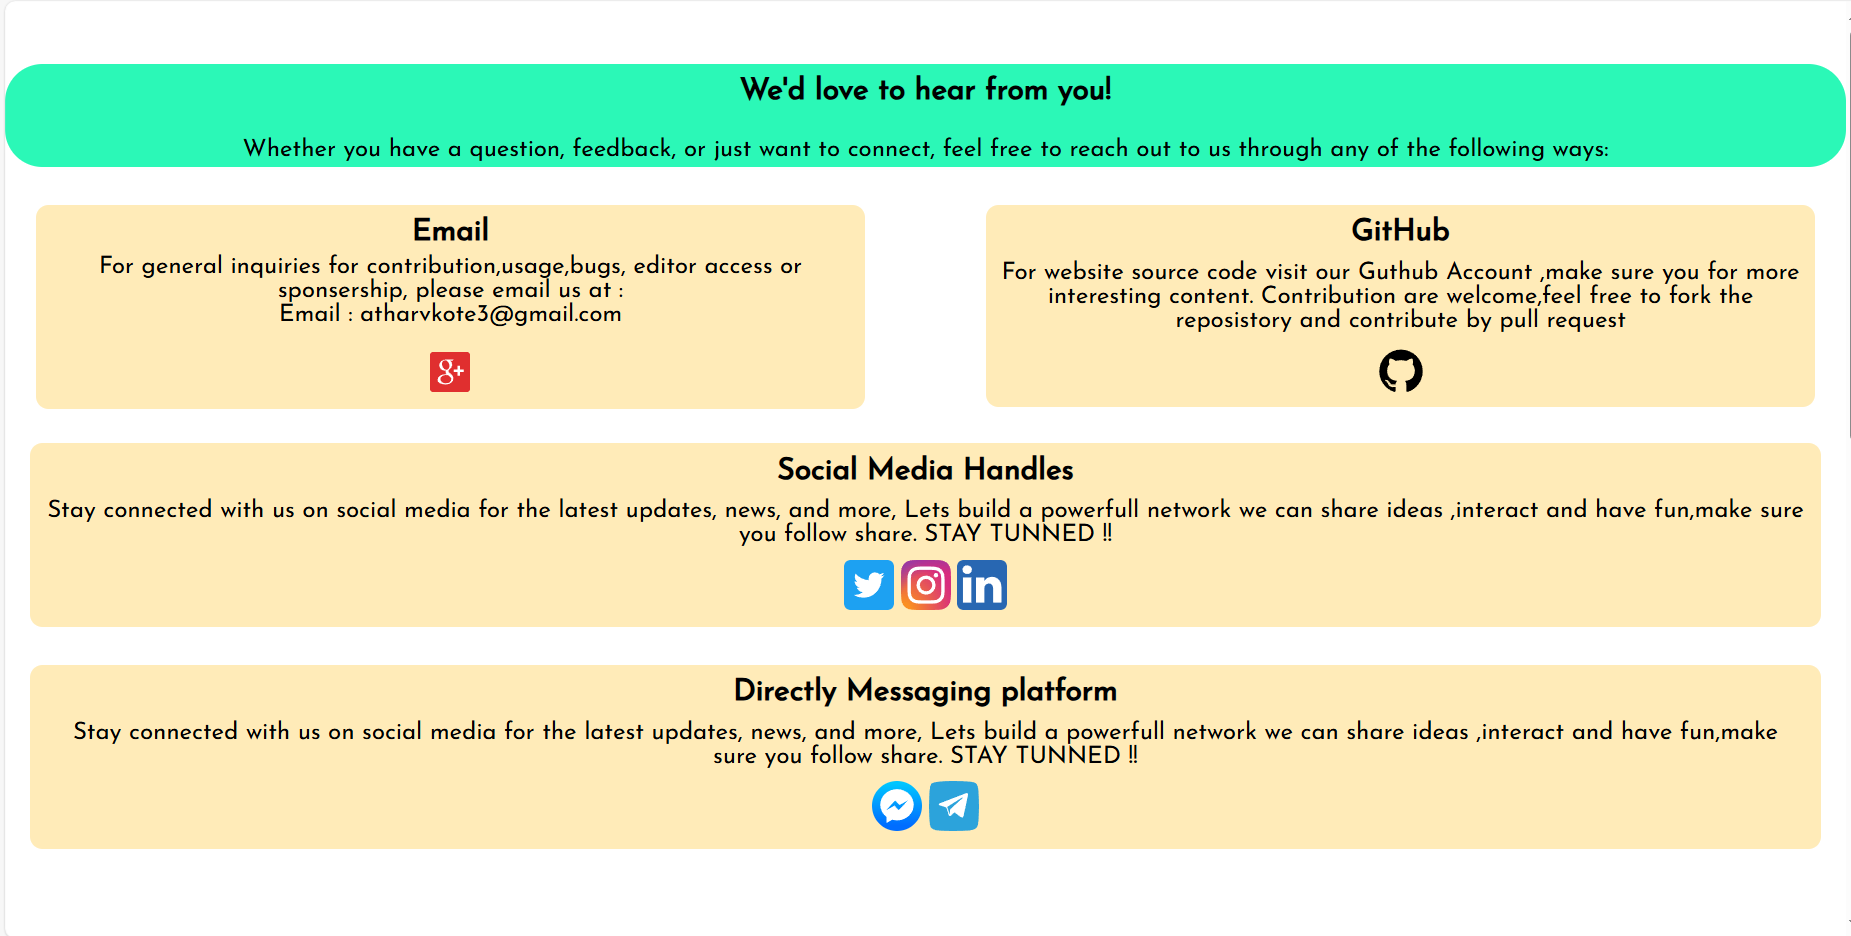 We'd love to hear from you!
Whether you have a question, feedback, or just want to connect, feel free to reach out to us through any of the following ways:
Email
For general inquiries for contribution,usage,bugs, editor access or
sponsership, please email us at :
Email : atharvkote3@gmail.com
g+
GitHub
For website source code visit our Guthub Account ,make sure you for more
interesting content. Contribution are welcome,feel free to fork the
reposistory and contribute by pull request
Social Media Handles
Stay connected with us on social media for the latest updates, news, and more, Lets build a powerfull network we can share ideas ,interact and have fun,make sure
you follow share. STAY TUNNED !!
in
Directly Messaging platform
Stay connected with us on social media for the latest updates, news, and more, Lets build a powerfull network we can share ideas ,interact and have fun,make
sure you follow share. STAY TUNNED !!